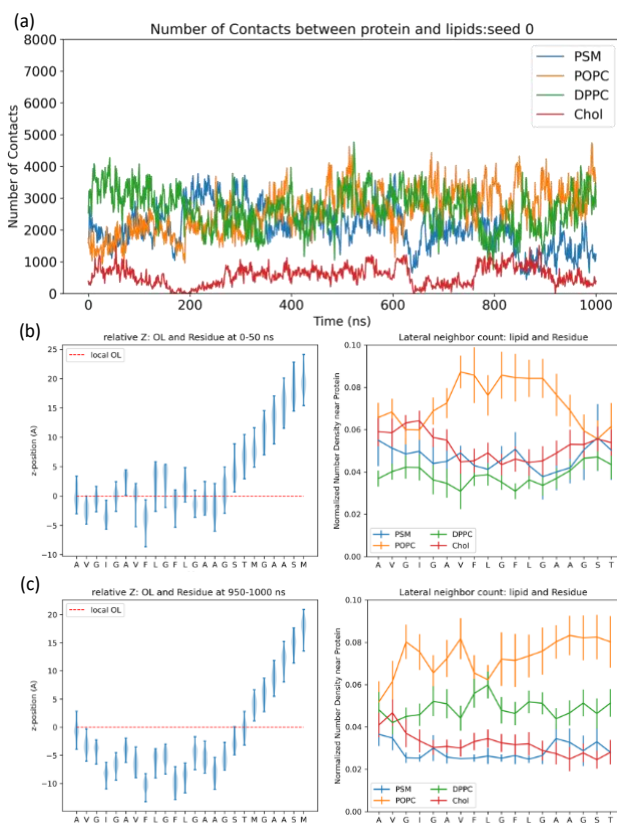 (a)
Number of Contacts between protein and lipids:seed 0
8000
7000
6000
5000
4000
3000
2000
1000
0
Number of Contacts
PSM
POPC
DPPC
Chol
0
200
400
600
800
1000
Time (ns)
(b)
relative Z: OL and Residue at 0-50 ns
local OL
25
20
15
10
5
0
−5
−10
z-position (A)
A V G I G A V F L G F L G A A G S T M G A A S M
Lateral neighbor count: lipid and Residue
0.10
0.08
0.06
0.04
0.02
0.00
Normalized Number Density near Protein
PSM
POPC
DPPC
Chol
A V G I G A V F L G F L G A A G S T
(c)
relative Z: OL and Residue at 950-1000 ns
local OL
20
15
10
5
0
−5
−10
z-position (A)
A V G I G A V F L G F L G A A G S T M G A A S M
Lateral neighbor count: lipid and Residue
0.10
0.08
0.06
0.04
0.02
0.00
Normalized Number Density near Protein
PSM
POPC
DPPC
Chol
A V G I G A V F L G F L G A A G S T